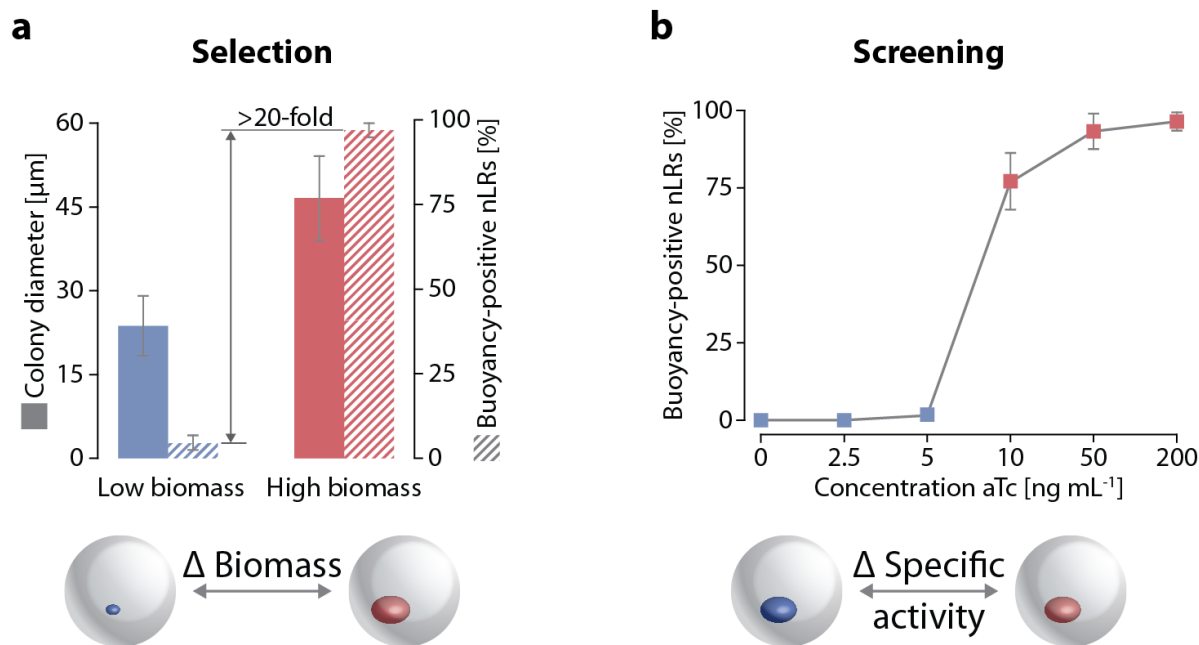 a
Selection
>20-fold
60
45
30
15
0
Colony diameter [µm]
100
75
50
25
0
Buoyancy-positive nLRs [%]
Low biomass
High biomass
Δ Biomass
b
Screening
100
75
50
25
0
Buoyancy-positive nLRs [%]
0
2.5
5
10
50
200
Concentration aTc [ng mL⁻¹]
Δ Specific
activity